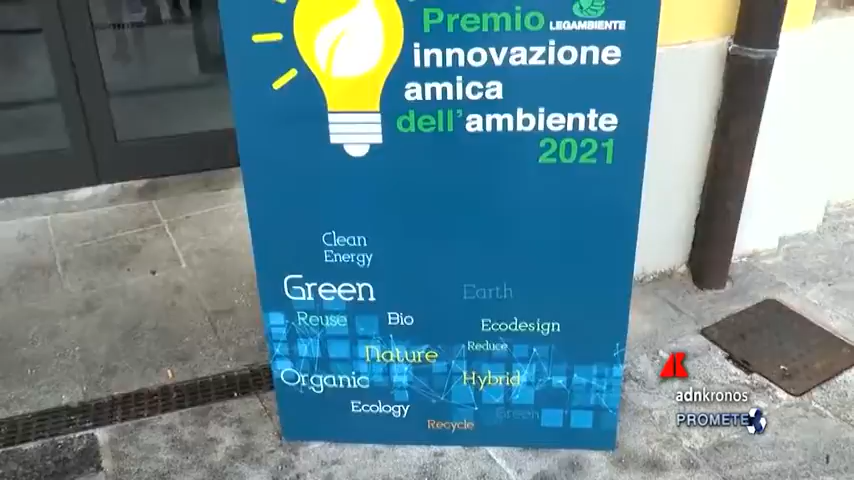 Premio LEGAMBIENTE
innovazione
amica
dell'ambiente
2021
Clean
Energy
Green Earth
Reuse Bio Ecodesign
Reduce
Nature
Organic Hybrid
Ecology Green
Recycle
adnkronos
PROMETEO